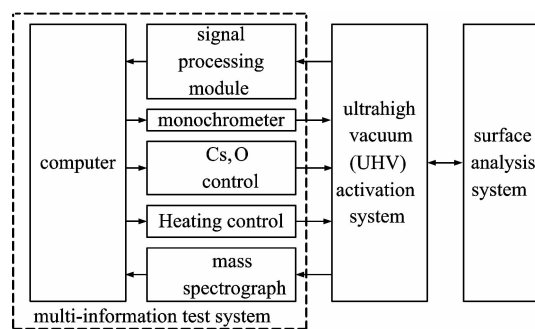 computer
signal
processing
module
monochrometer
Cs,O
control
Heating control
mass
spectrograph
multi-information test system
ultrahigh
vacuum
(UHV)
activation
system
surface
analysis
system